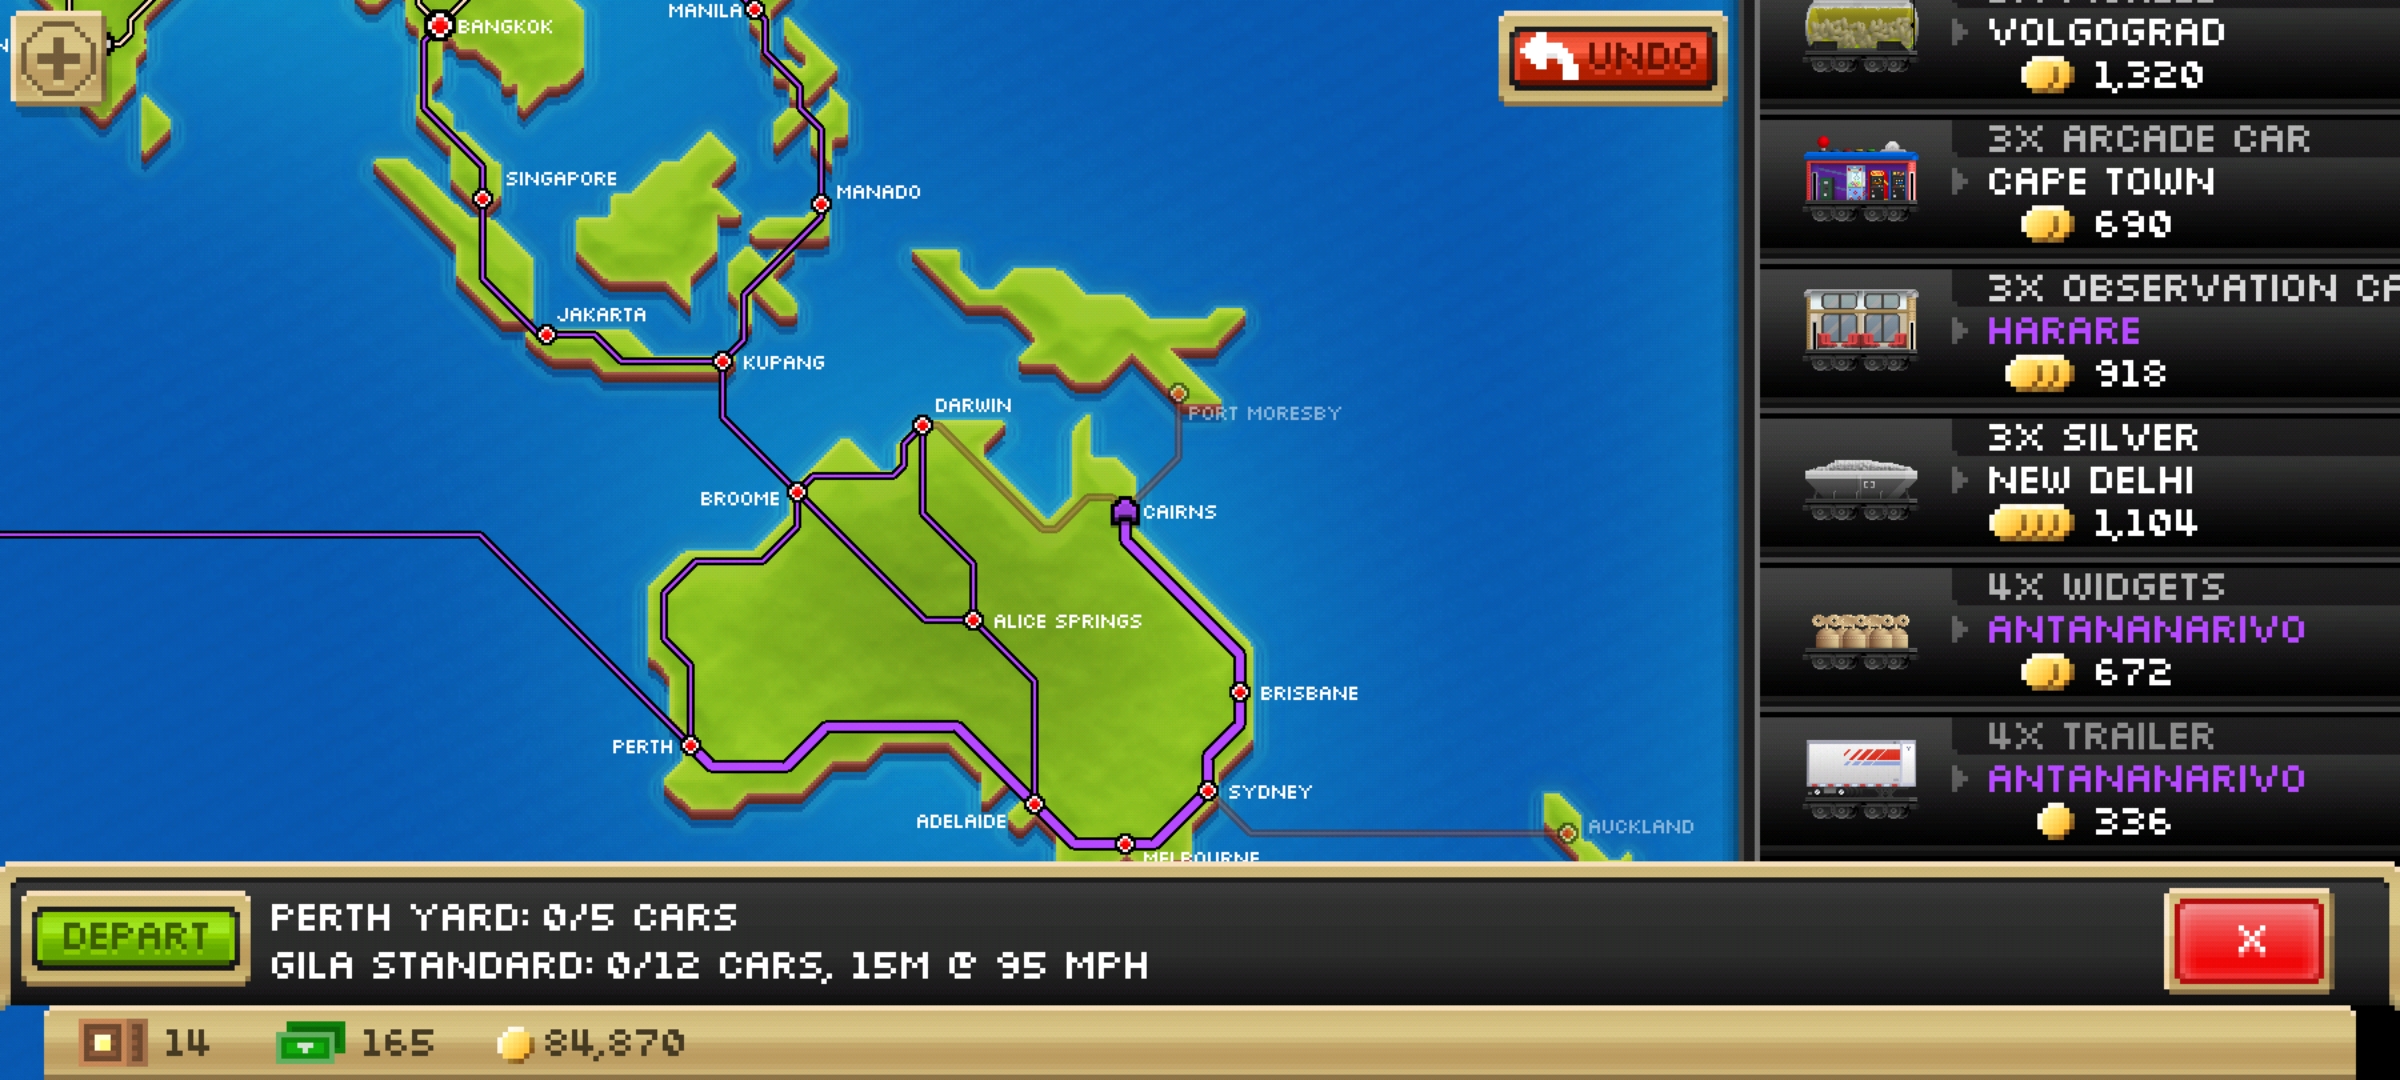 MANILA
BANGKOK
UNDO
VOLGOGRAD
1,320
3X ARCADE CAR
CAPE TOWN
690
SINGAPORE
MANADO
3X OBSERVATION CA
HARARE
918
JAKARTA
KUPANG
DARWIN
PORT MORESBY
3X SILVER
NEW DELHI
1,104
BROOME
CAIRNS
4X WIDGETS
ANTANANARIVO
672
ALICE SPRINGS
BRISBANE
PERTH
4X TRAILER
ANTANANARIVO
336
SYDNEY
ADELAIDE
AUCKLAND
MELBOURNE
DEPART
PERTH YARD: 0/5 CARS
GILA STANDARD: 0/12 CARS, 15M @ 95 MPH
X
14
165
84,870